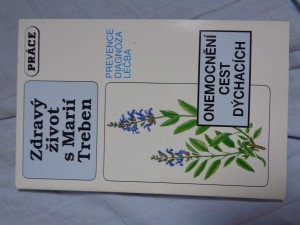 PRÁCE
Zdravý
život
s Marií
Treben
PREVENCE
DIAGNÓZA
LÉČBA
ONEMOCNĚNÍ
CEST
DÝCHACÍCH